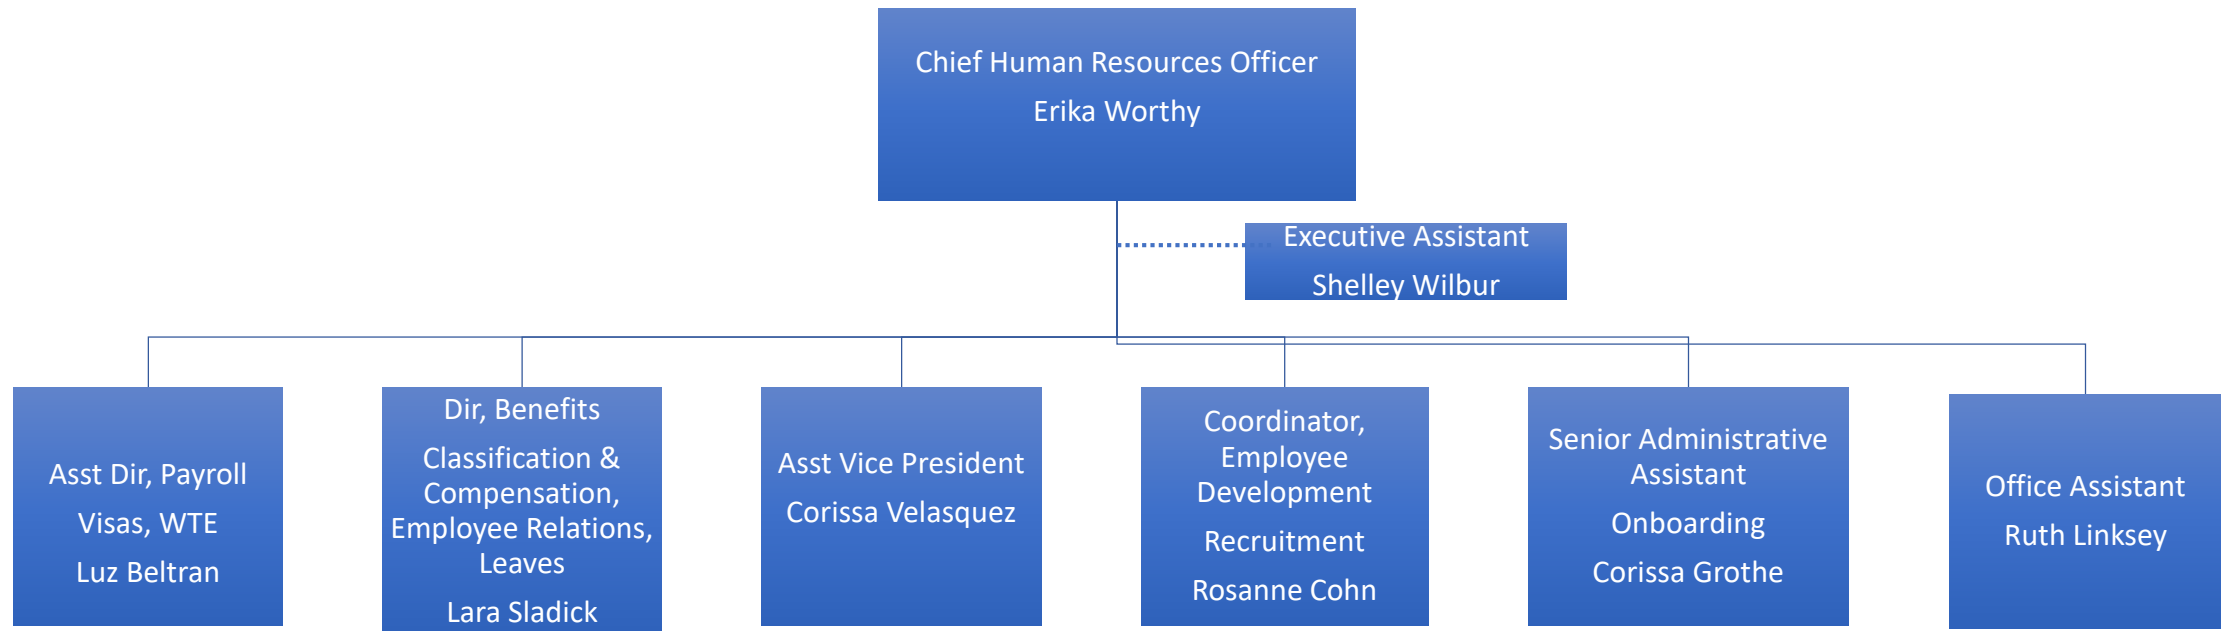 Chief Human Resources Officer
Erika Worthy
Executive Assistant
Shelley Wilbur
Asst Dir, Payroll
Visas, WTE
Luz Beltran
Dir, Benefits
Classification &
Compensation,
Employee Relations,
Leaves
Lara Sladick
Asst Vice President
Corissa Velasquez
Coordinator,
Employee
Development
Recruitment
Rosanne Cohn
Senior Administrative
Assistant
Onboarding
Corissa Grothe
Office Assistant
Ruth Linksey